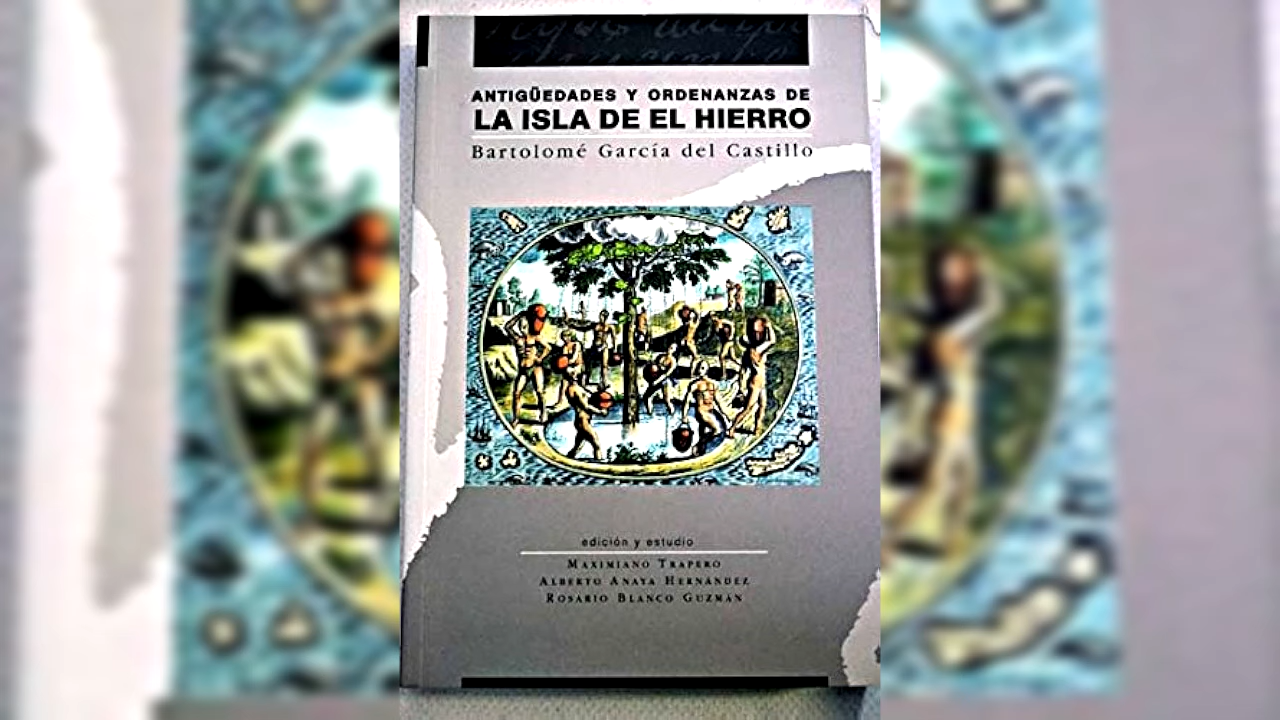 ANTIGÜEDADES Y ORDENANZAS DE
LA ISLA DE EL HIERRO
Bartolomé García del Castillo
edición y estudio
MAXIMIANO TRAPERO
ALBERTO ANAYA HERNÁNDEZ
ROSARIO BLANCO GUZMÁN